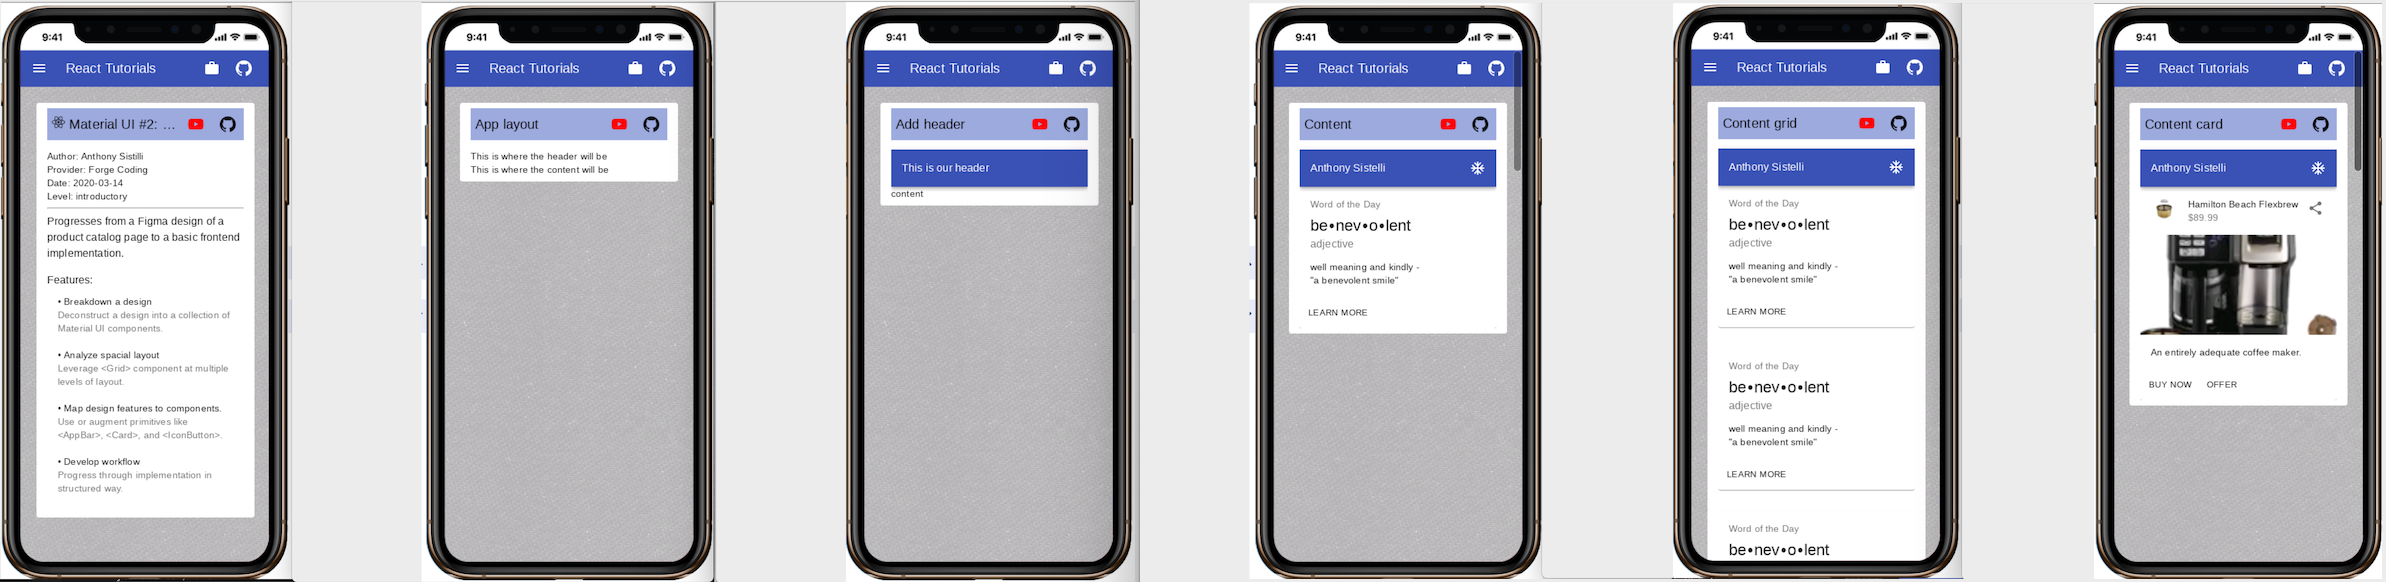 9:41
React Tutorials
Material UI #2: ...
Author: Anthony Sistilli
Provider: Forge Coding
Date: 2020-03-14
Level: introductory
Progresses from a Figma design of a
product catalog page to a basic frontend
implementation.
Features:
• Breakdown a design
Deconstruct a design into a collection of
Material UI components.
• Analyze spacial layout
Leverage <Grid> component at multiple
levels of layout.
• Map design features to components.
Use or augment primitives like
<AppBar>, <Card>, and <IconButton>.
• Develop workflow
Progress through implementation in
structured way.
9:41
React Tutorials
App layout
This is where the header will be
This is where the content will be
9:41
React Tutorials
Add header
This is our header
content
9:41
React Tutorials
Content
Anthony Sistelli
Word of the Day
be•nev•o•lent
adjective
well meaning and kindly -
"a benevolent smile"
LEARN MORE
9:41
React Tutorials
Content grid
Anthony Sistelli
Word of the Day
be•nev•o•lent
adjective
well meaning and kindly -
"a benevolent smile"
LEARN MORE
Word of the Day
be•nev•o•lent
adjective
well meaning and kindly -
"a benevolent smile"
LEARN MORE
Word of the Day
be•nev•o•lent
9:41
React Tutorials
Content card
Anthony Sistelli
Hamilton Beach Flexbrew
$89.99
An entirely adequate coffee maker.
BUY NOW OFFER